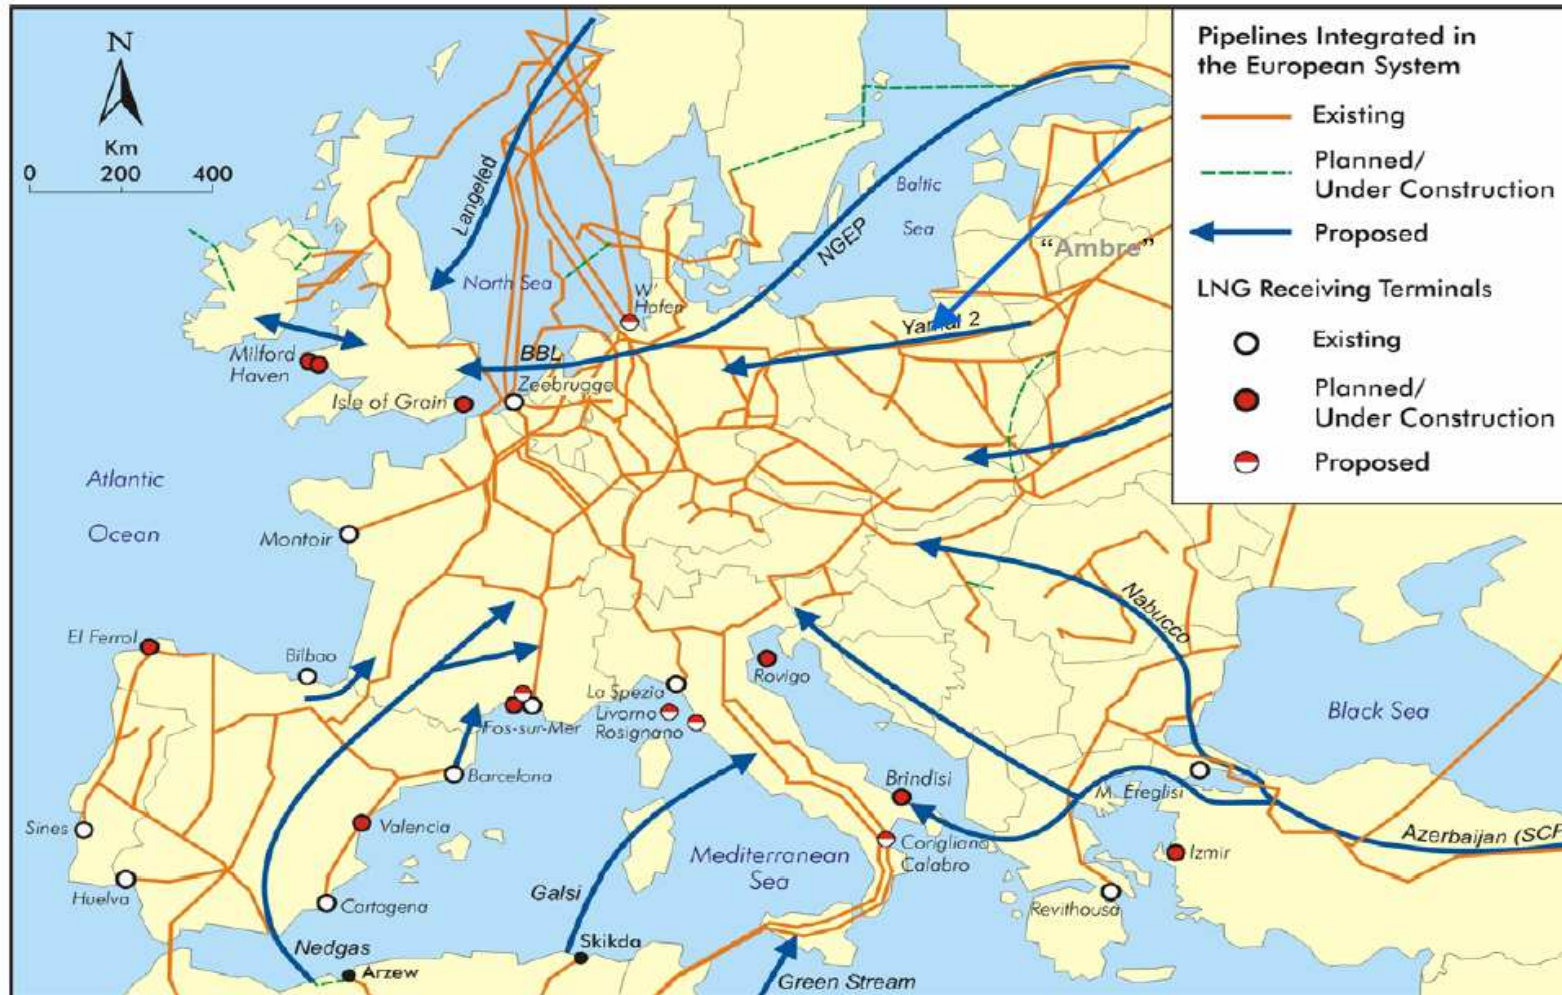 N
Km
0 200 400
Langeled
North Sea
W'
Hafen
Baltic
Sea
NGEP
"Ambre"
Yamal 2
BBL
Zeebrugge
Milford
Haven
Isle of Grain
Atlantic
Ocean
Montoir
El Ferrol
Bilbao
La Spezia
Livorno
Rosignano
Fos-sur-Mer
Rovigo
Nabucco
Black Sea
Barcelona
Brindisi
M. Ereglisi
Sines
Valencia
Mediterranean
Sea
Corigliano
Calabro
Azerbaijan (SCP
Izmir
Huelva
Cartagena
Galsi
Revithousa
Nedgas
Arzew
Skikda
Green Stream
Pipelines Integrated in
the European System
Existing
Planned/
Under Construction
Proposed
LNG Receiving Terminals
Existing
Planned/
Under Construction
Proposed